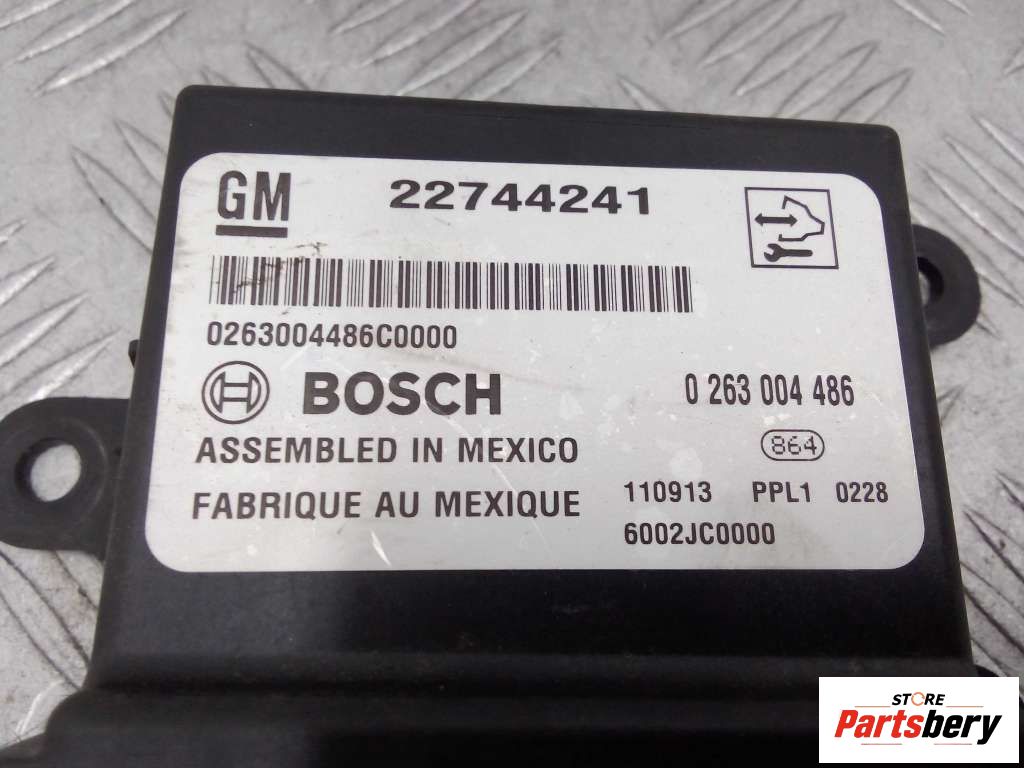 GM 22744241
0263004486C0000
BOSCH 0 263 004 486
ASSEMBLED IN MEXICO 864
FABRIQUE AU MEXIQUE 110913 PPL1 0228
6002JC0000
STORE
Partsbery